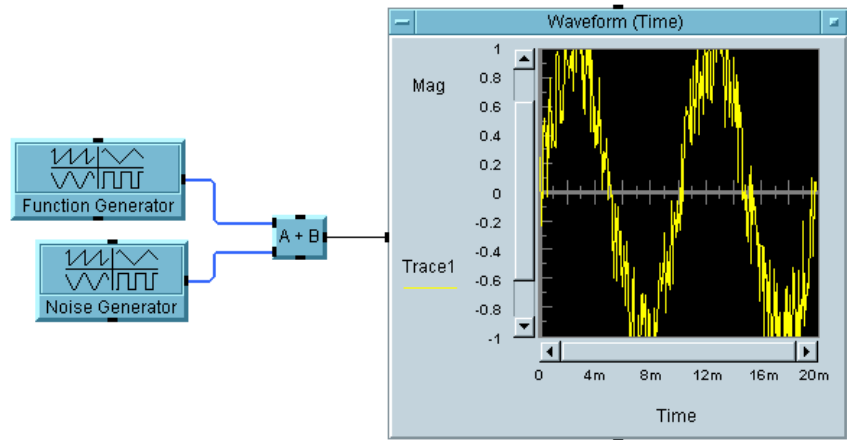 Waveform (Time)
Mag
1
0.8
0.6
0.4
0.2
0
-0.2
-0.4
-0.6
-0.8
-1
Trace1
0 4m 8m 12m 16m 20m
Time
Function Generator
Noise Generator
A + B